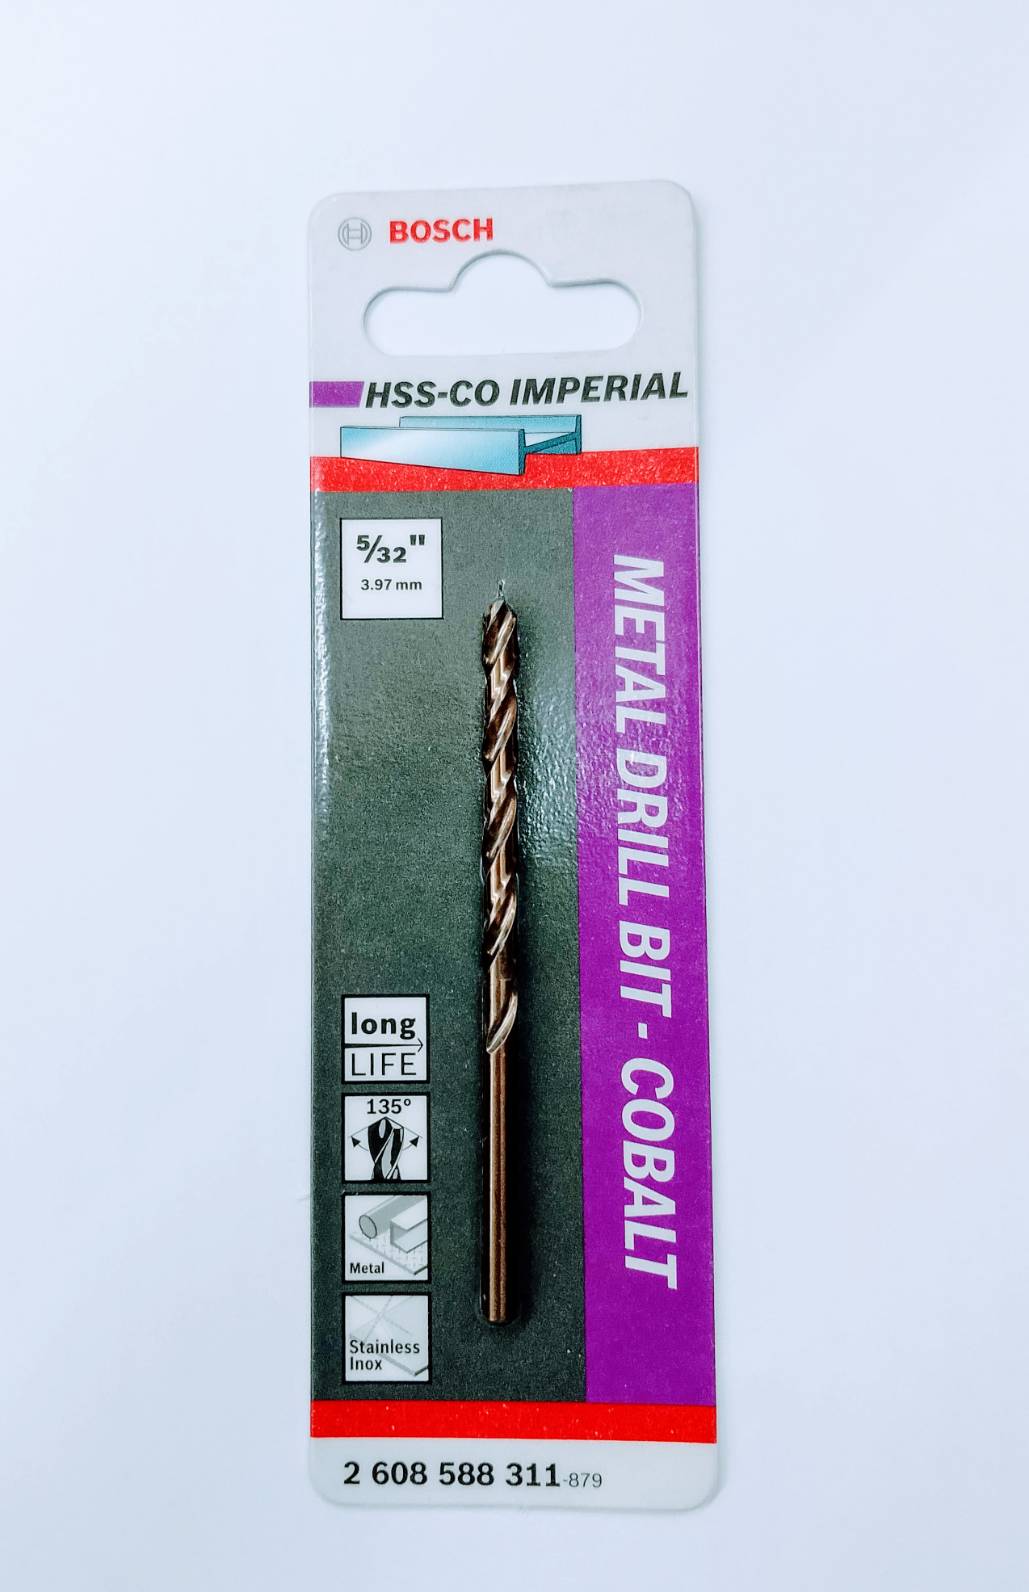 BOSCH
HSS-CO IMPERIAL
5/32"
3.97 mm
METAL DRILL BIT - COBALT
long
LIFE
135°
Metal
Stainless
Inox
2 608 588 311-879